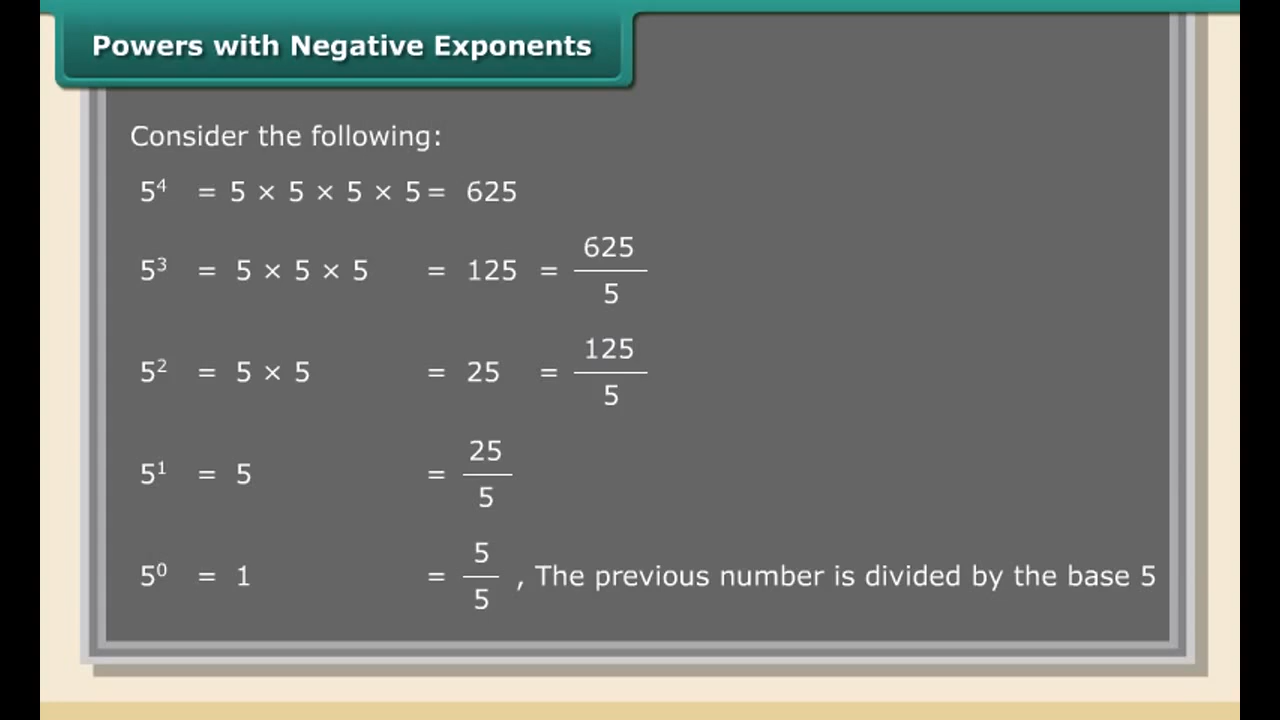 Powers with Negative Exponents
Consider the following:
5⁴ = 5 × 5 × 5 × 5 = 625
5³ = 5 × 5 × 5 = 125 = 625/5
5² = 5 × 5 = 25 = 125/5
5¹ = 5 = 25/5
5⁰ = 1 = 5/5 , The previous number is divided by the base 5